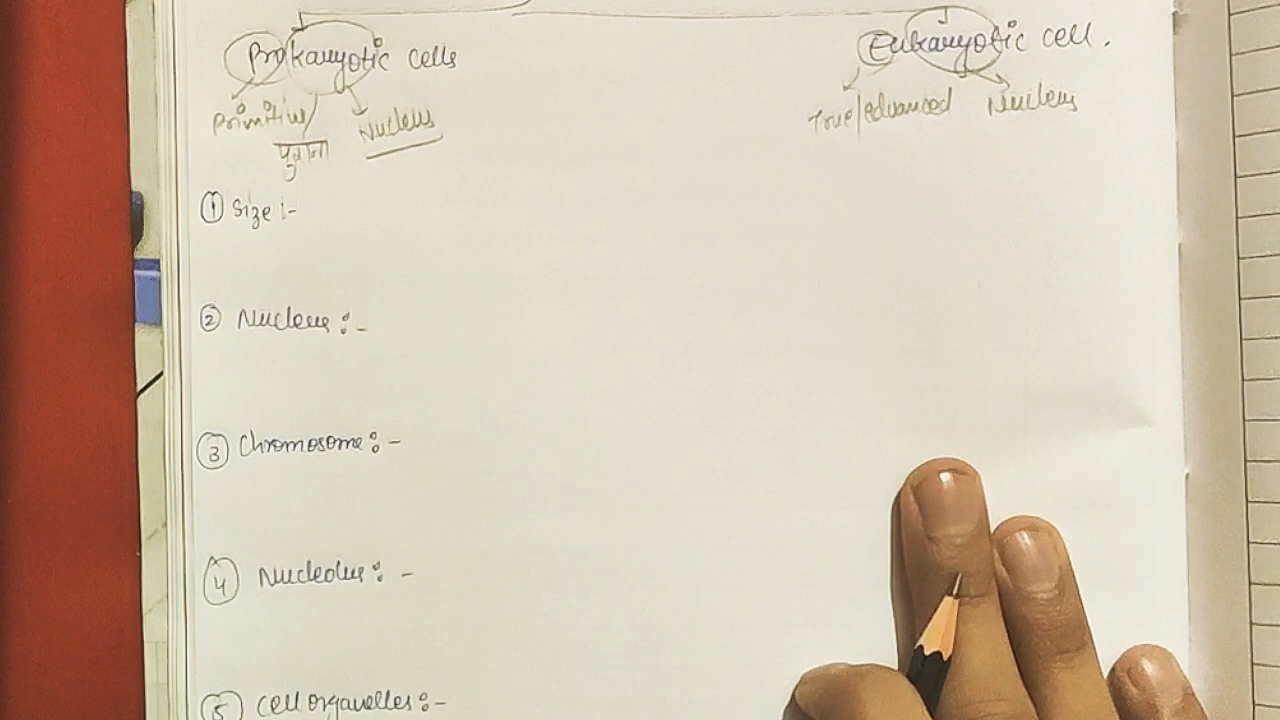 Prokaryotic cells
Eukaryotic cell.
Primitive
Nucleus
पुराना
True/advanced
Nucleus
① Size :-
② Nucleus :-
③ Chromosome :-
④ Nucleolus :-
⑤ Cell organelles :-